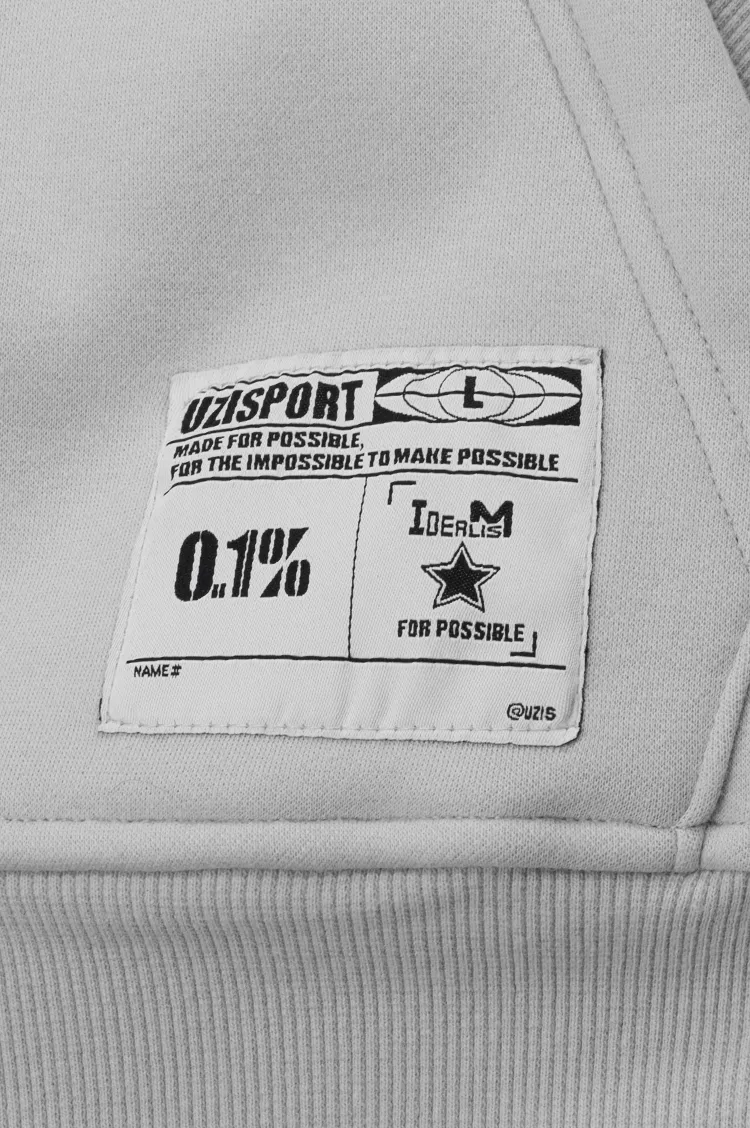 UZISPORT
L
MADE FOR POSSIBLE,
FOR THE IMPOSSIBLE TO MAKE POSSIBLE
0.1%
IDEALISM
FOR POSSIBLE
NAME#
@UZIS